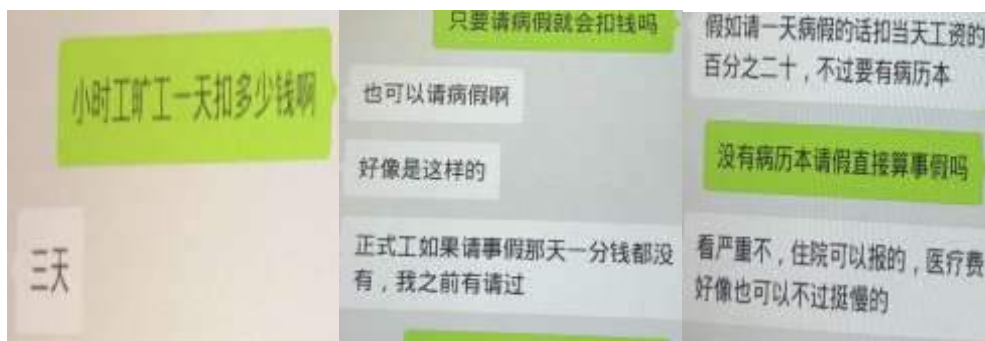 小时工旷工一天扣多少钱啊
三天
只要请病假就会扣钱吗
也可以请病假啊
好像是这样的
正式工如果请事假那天一分钱都没
有，我之前有请过
假如请一天病假的话扣当天工资的
百分之二十，不过要有病历本
没有病历本请假直接算事假吗
看严重不，住院可以报的，医疗费
好像也可以不过挺慢的